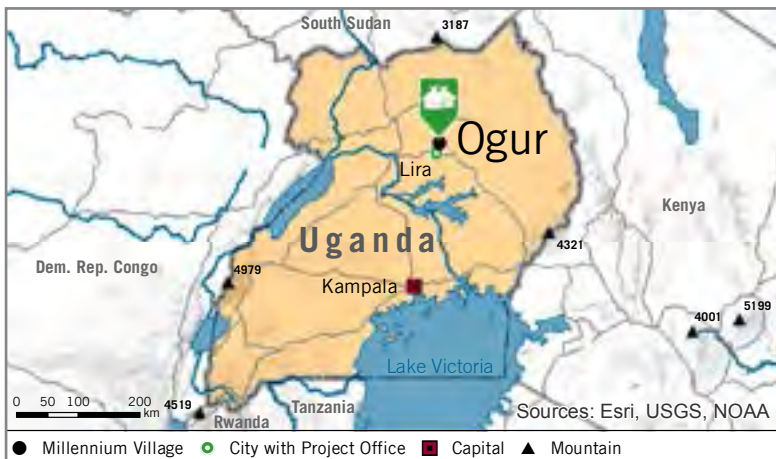 South Sudan
3187
Ogur
Lira
Kenya
Uganda
4321
Dem. Rep. Congo
4979
Kampala
5199
4001
Lake Victoria
0 50 100 200
km
4519
Rwanda
Tanzania
Sources: Esri, USGS, NOAA
Millennium Village City with Project Office Capital Mountain